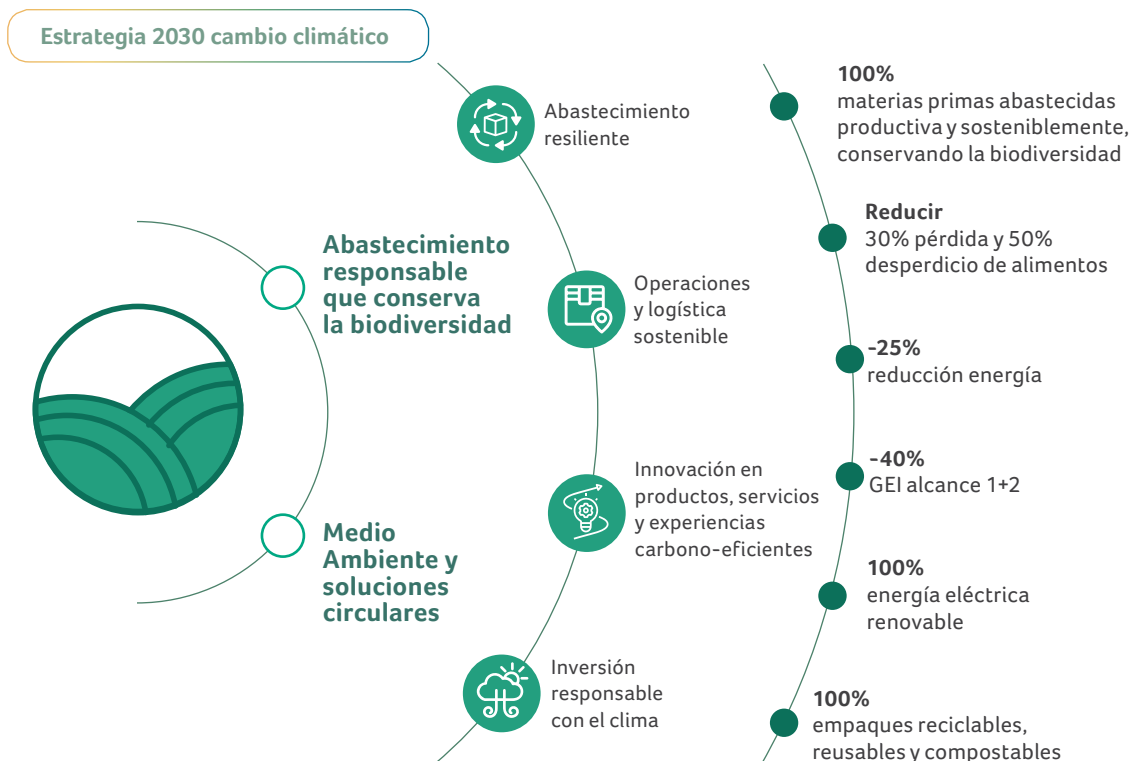 Estrategia 2030 cambio climático
Abastecimiento
responsable
que conserva
la biodiversidad
Medio
Ambiente y
soluciones
circulares
Abastecimiento
resiliente
Operaciones
y logística
sostenible
Innovación en
productos, servicios
y experiencias
carbono-eficientes
Inversión
responsable
con el clima
100%
materias primas abastecidas
productiva y sosteniblemente,
conservando la biodiversidad
Reducir
30% pérdida y 50%
desperdicio de alimentos
-25%
reducción energía
-40%
GEI alcance 1+2
100%
energía eléctrica
renovable
100%
empaques reciclables,
reusables y compostables